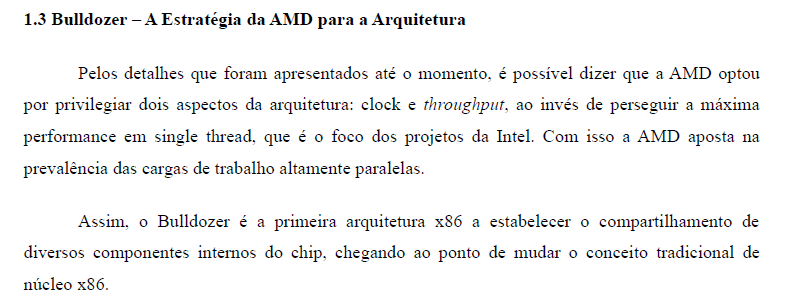 1.3 Bulldozer – A Estratégia da AMD para a Arquitetura
Pelos detalhes que foram apresentados até o momento, é possível dizer que a AMD optou
por privilegiar dois aspectos da arquitetura: clock e throughput, ao invés de perseguir a máxima
performance em single thread, que é o foco dos projetos da Intel. Com isso a AMD aposta na
prevalência das cargas de trabalho altamente paralelas.
Assim, o Bulldozer é a primeira arquitetura x86 a estabelecer o compartilhamento de
diversos componentes internos do chip, chegando ao ponto de mudar o conceito tradicional de
núcleo x86.